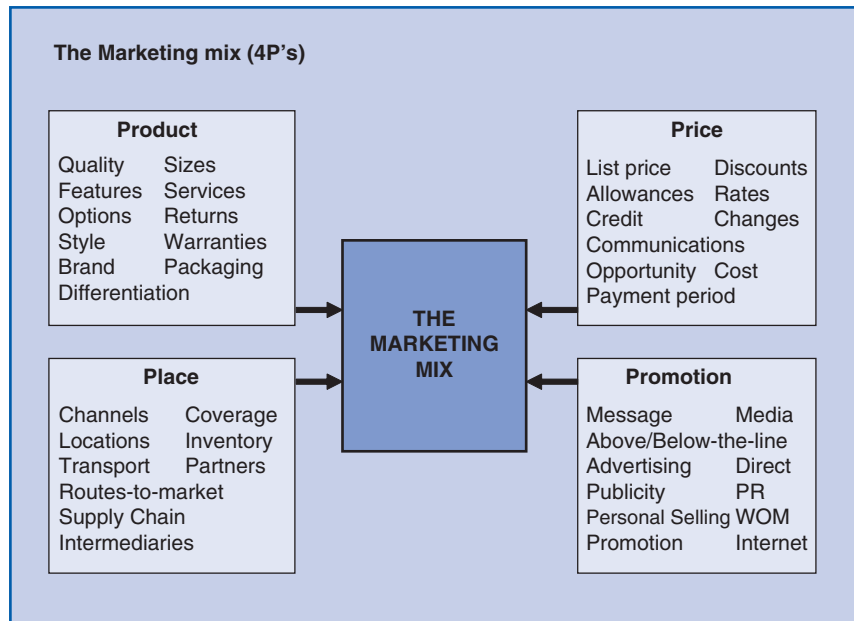 The Marketing mix (4P's)
Product
Quality Sizes
Features Services
Options Returns
Style Warranties
Brand Packaging
Differentiation
Price
List price Discounts
Allowances Rates
Credit Changes
Communications
Opportunity Cost
Payment period
THE
MARKETING
MIX
Place
Channels Coverage
Locations Inventory
Transport Partners
Routes-to-market
Supply Chain
Intermediaries
Promotion
Message Media
Above/Below-the-line
Advertising Direct
Publicity PR
Personal Selling WOM
Promotion Internet